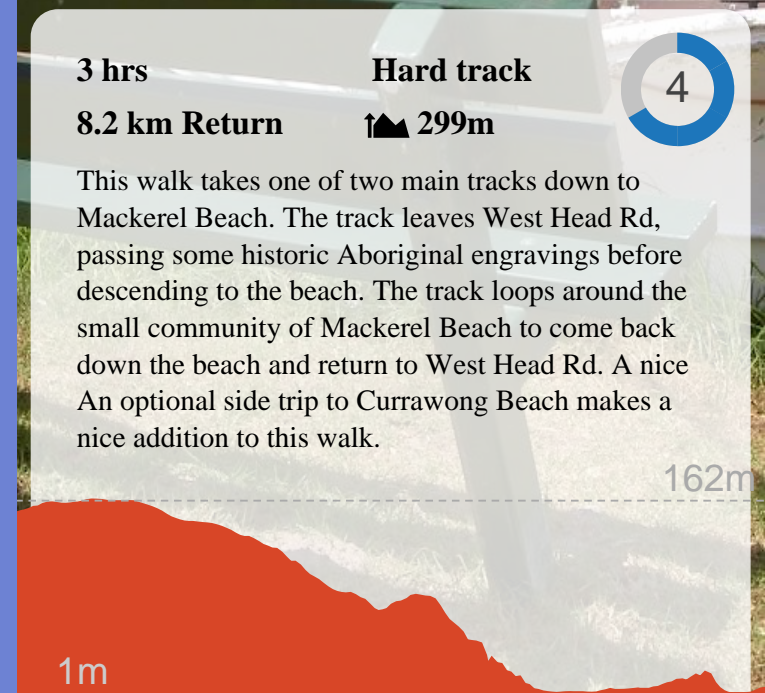 3 hrs Hard track 4
8.2 km Return 299m
This walk takes one of two main tracks down to
Mackerel Beach. The track leaves West Head Rd,
passing some historic Aboriginal engravings before
descending to the beach. The track loops around the
small community of Mackerel Beach to come back
down the beach and return to West Head Rd. A nice
An optional side trip to Currawong Beach makes a
nice addition to this walk.
162m
1m